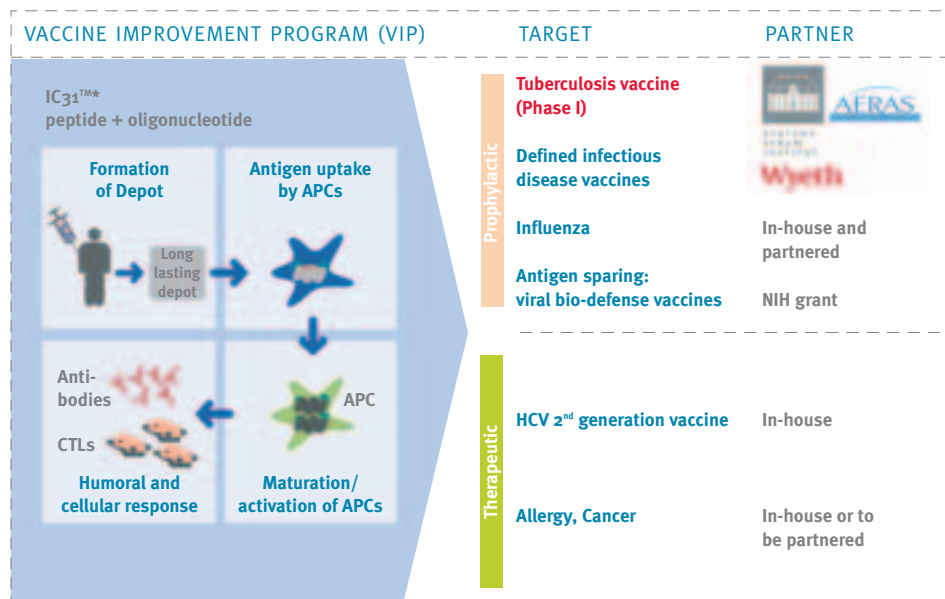 VACCINE IMPROVEMENT PROGRAM (VIP)
TARGET
PARTNER
IC31™*
peptide + oligonucleotide
Formation
of Depot
Long
lasting
depot
Antigen uptake
by APCs
Anti-
bodies
CTLs
Humoral and
cellular response
APC
Maturation/
activation of APCs
Prophylactic
Tuberculosis vaccine
(Phase I)
AERAS
Defined infectious
disease vaccines
Wyeth
Influenza
In-house and
partnered
Antigen sparing:
viral bio-defense vaccines
NIH grant
Therapeutic
HCV 2nd generation vaccine
In-house
Allergy, Cancer
In-house or to
be partnered